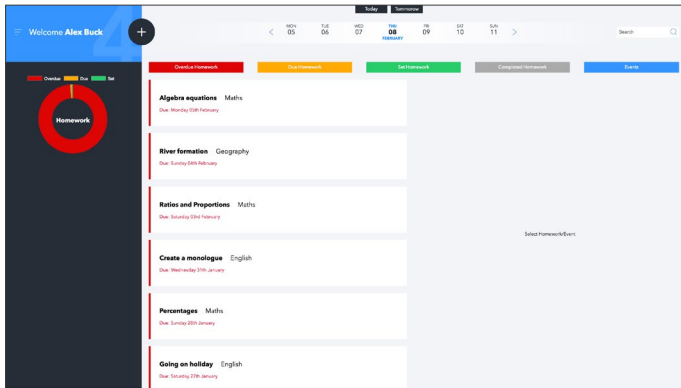 Today Tommorow
Welcome Alex Buck
4
+
< MON TUE WED THU FRI SAT SUN >
05 06 07 08 09 10 11
FEBRUARY
Search
Overdue Homework Due Homework Set Homework Completed Homework Events
Overdue Due Set
Homework
Algebra equations Maths
Due: Monday 05th February
River formation Geography
Due: Sunday 04th February
Ratios and Proportions Maths
Due: Saturday 03rd February
Select Homework/Event
Create a monologue English
Due: Wednesday 31th January
Percentages Maths
Due: Sunday 28th January
Going on holiday English
Due: Saturday 27th January